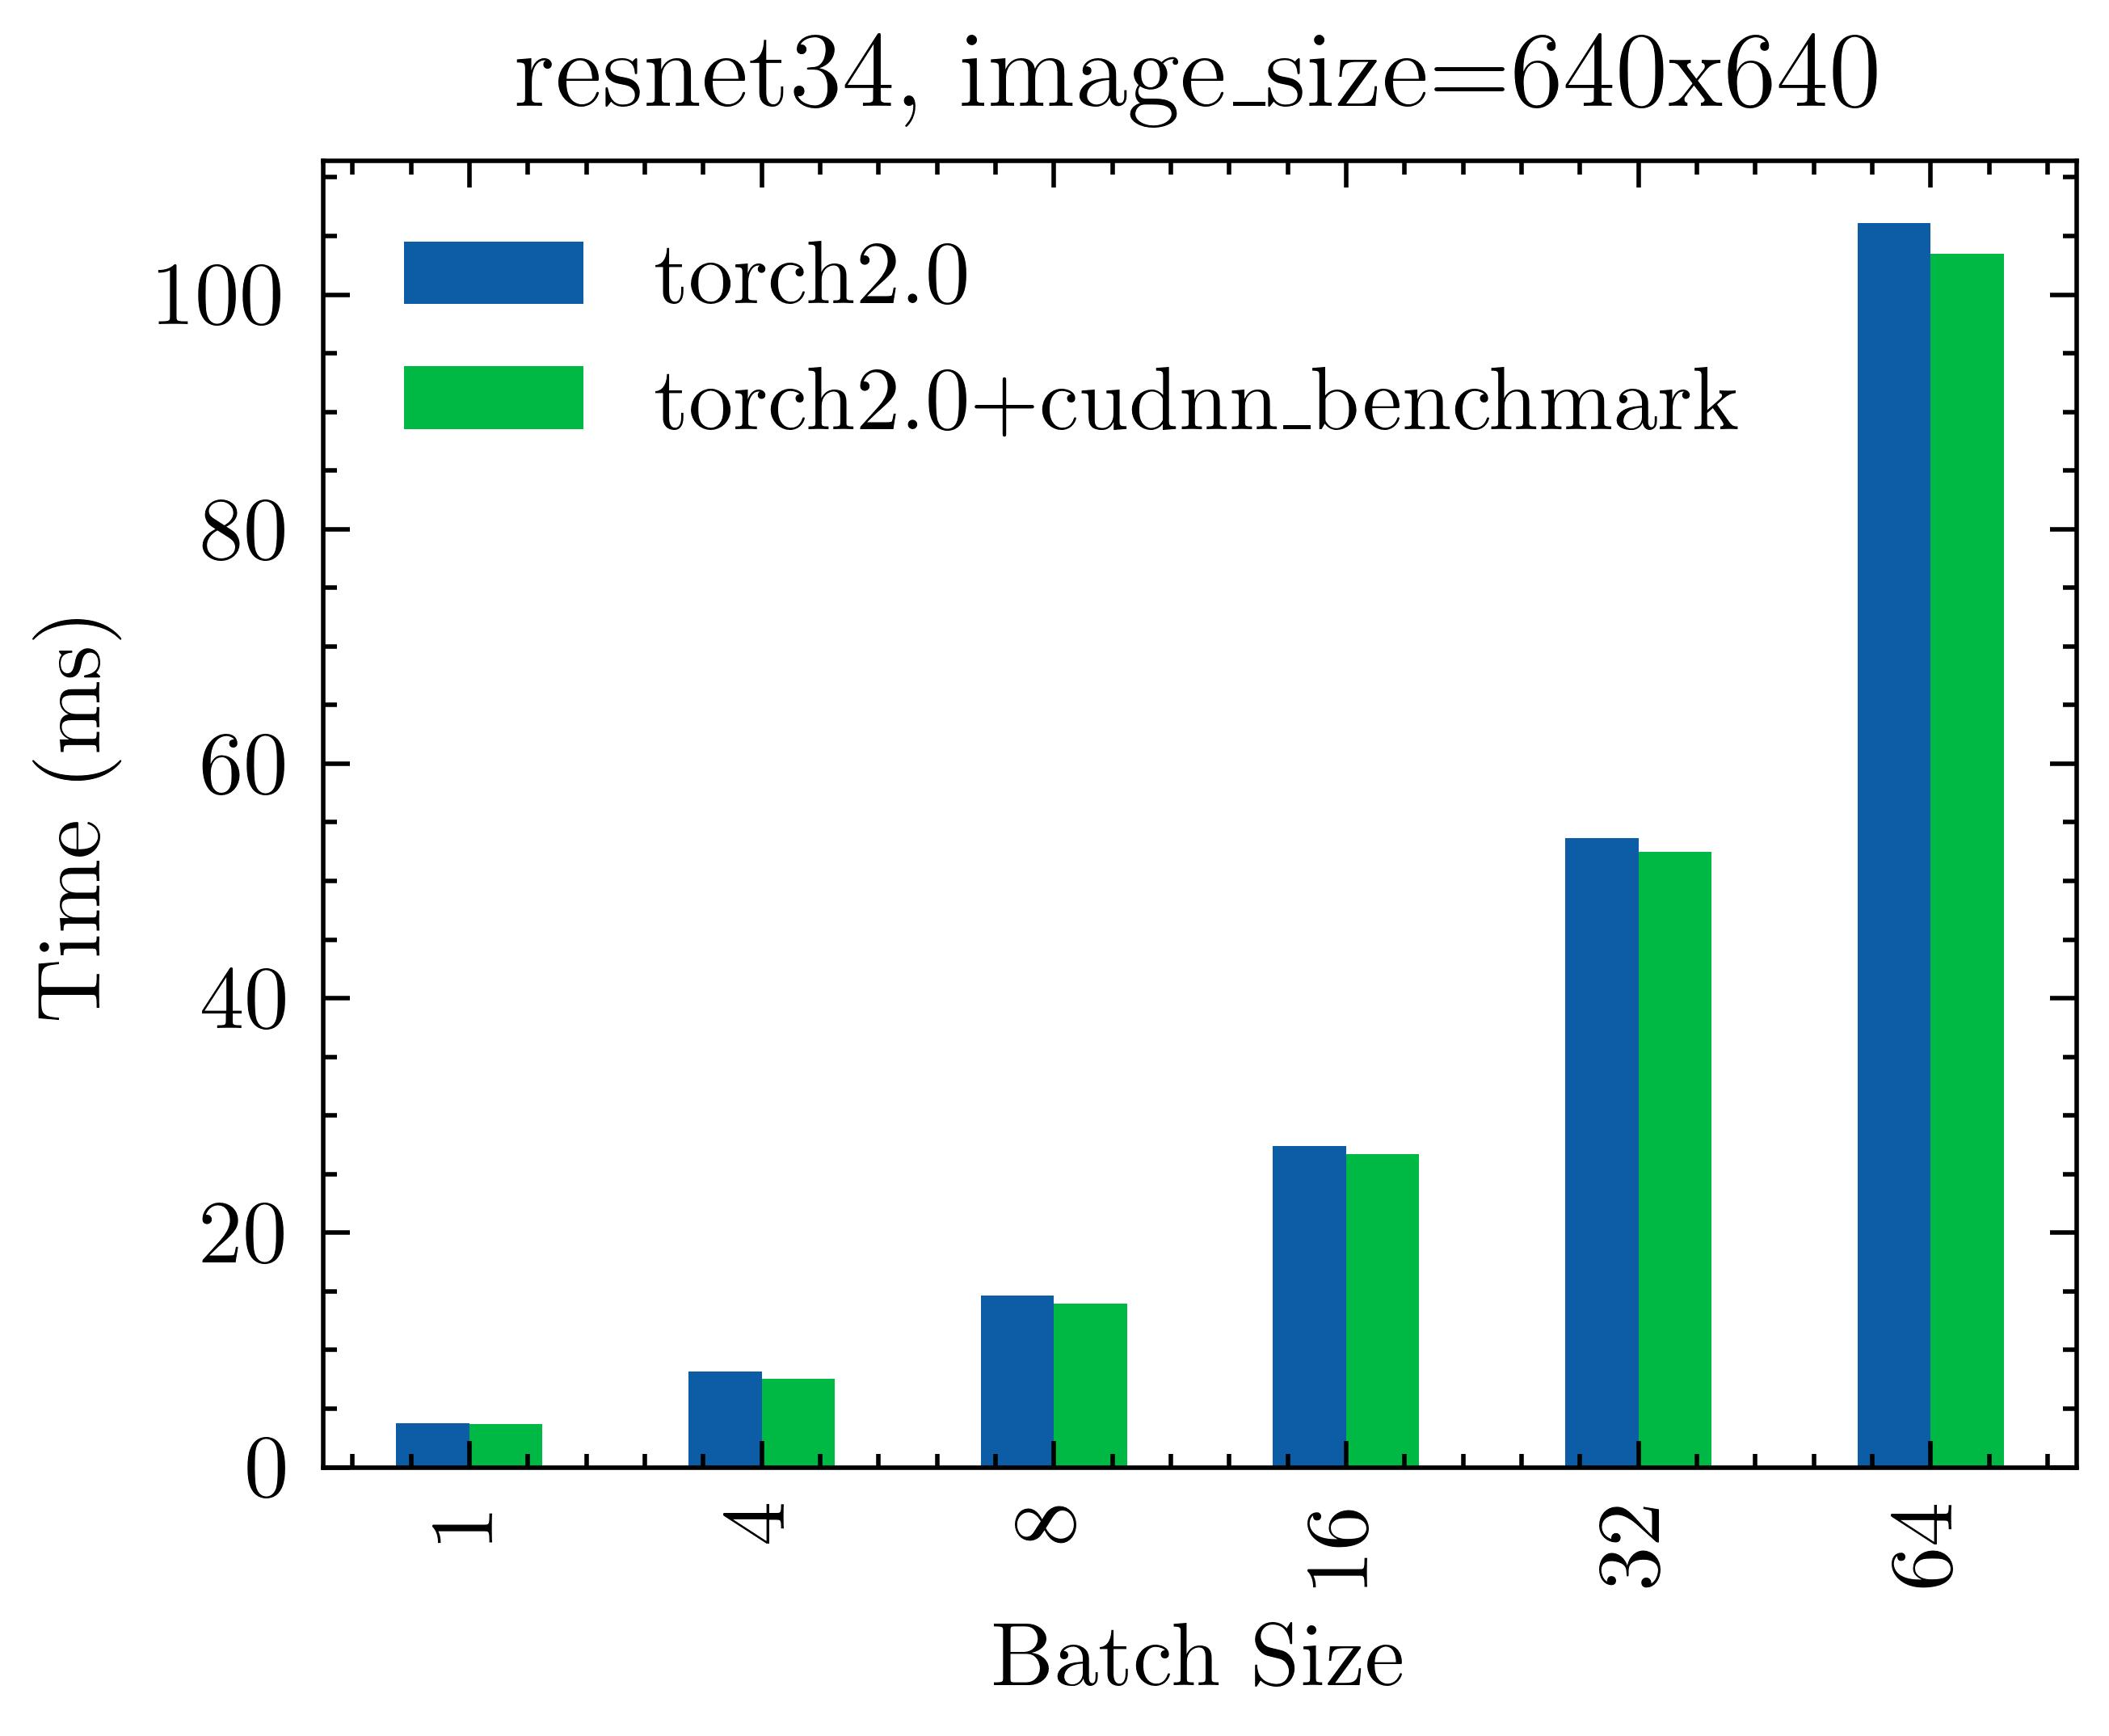 resnet34, image_size=640x640
torch2.0
torch2.0+cudnn_benchmark
100
80
60
40
20
0
Time (ms)
1
4
8
16
32
64
Batch Size